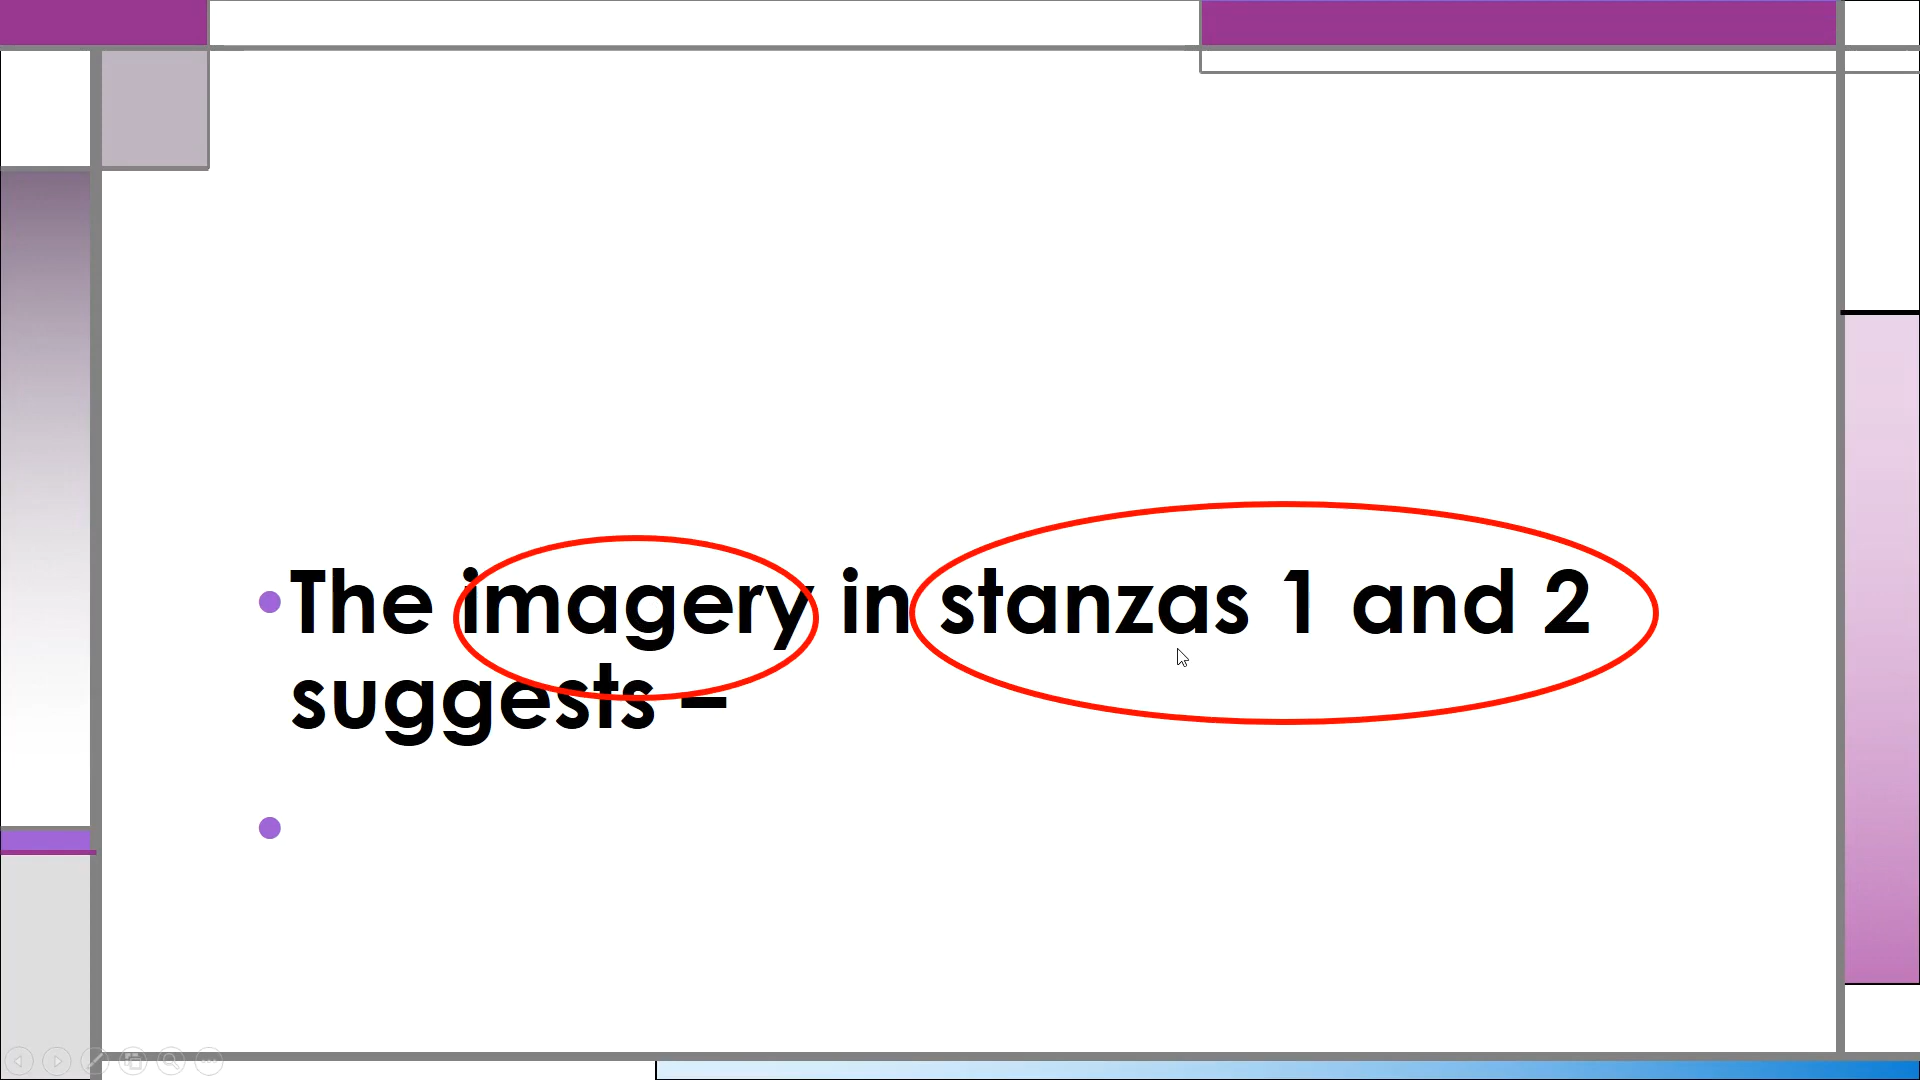 The imagery in stanzas 1 and 2
suggests –